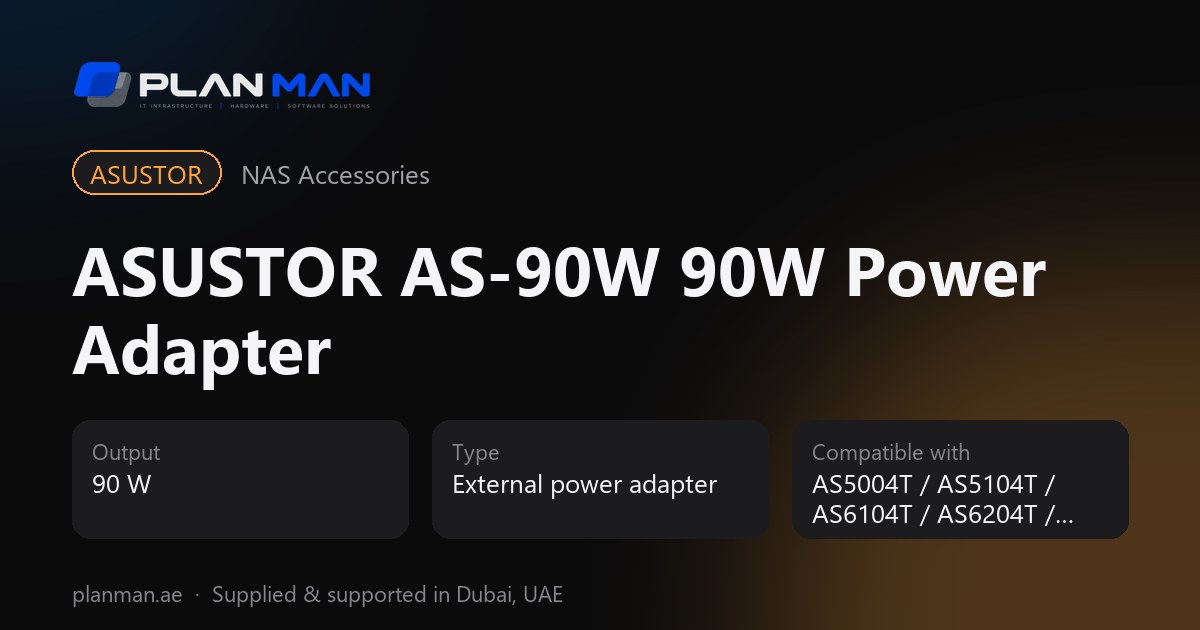 PLAN MAN
IT INFRASTRUCTURE | HARDWARE | SOFTWARE SOLUTIONS
ASUSTOR NAS Accessories
ASUSTOR AS-90W 90W Power
Adapter
Output
90 W
Type
External power adapter
Compatible with
AS5004T / AS5104T /
AS6104T / AS6204T /...
planman.ae · Supplied & supported in Dubai, UAE